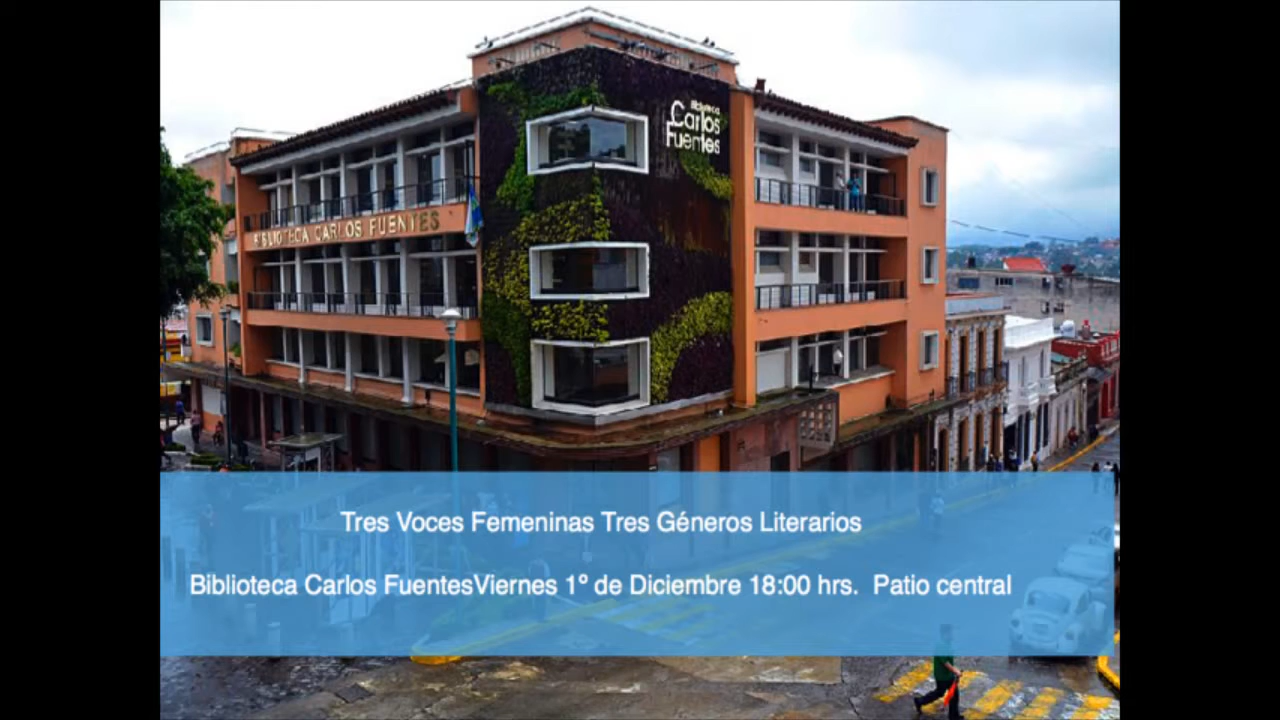 Biblioteca
Carlos
Fuentes
BIBLIOTECA CARLOS FUENTES
Tres Voces Femeninas Tres Géneros Literarios
Biblioteca Carlos FuentesViernes 1º de Diciembre 18:00 hrs.  Patio central